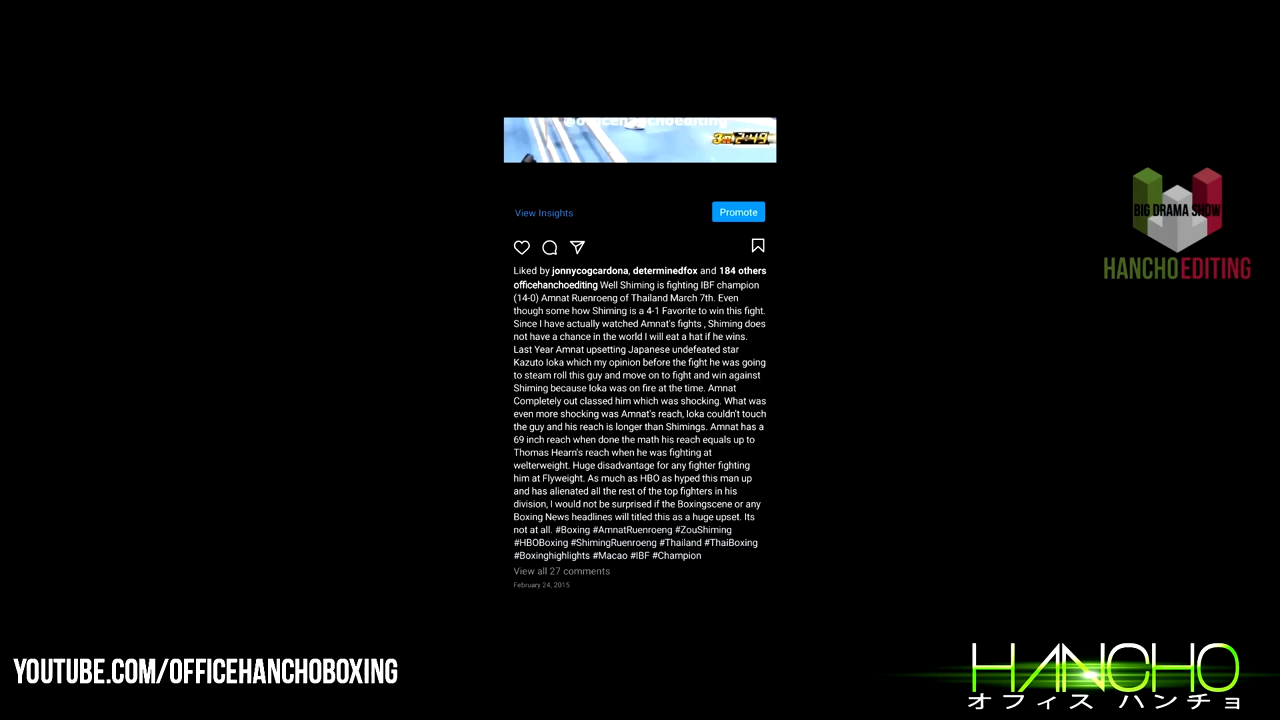 @officehanchoediting
3 2:49
View Insights
Promote
Liked by jonnycogcardona, determinedfox and 184 others
officehanchoediting Well Shiming is fighting IBF champion
(14-0) Amnat Ruenroeng of Thailand March 7th. Even
though some how Shiming is a 4-1 Favorite to win this fight.
Since I have actually watched Amnat's fights , Shiming does
not have a chance in the world I will eat a hat if he wins.
Last Year Amnat upsetting Japanese undefeated star
Kazuto Ioka which my opinion before the fight he was going
to steam roll this guy and move on to fight and win against
Shiming because Ioka was on fire at the time. Amnat
Completely out classed him which was shocking. What was
even more shocking was Amnat's reach, Ioka couldn't touch
the guy and his reach is longer than Shimings. Amnat has a
69 inch reach when done the math his reach equals up to
Thomas Hearn's reach when he was fighting at
welterweight. Huge disadvantage for any fighter fighting
him at Flyweight. As much as HBO as hyped this man up
and has alienated all the rest of the top fighters in his
division, I would not be surprised if the Boxingscene or any
Boxing News headlines will titled this as a huge upset. Its
not at all. #Boxing #AmnatRuenroeng #ZouShiming
#HBOBoxing #ShimingRuenroeng #Thailand #ThaiBoxing
#Boxinghighlights #Macao #IBF #Champion
View all 27 comments
February 24, 2015
BIG DRAMA SHOW
HANCHO EDITING
YOUTUBE.COM/OFFICEHANCHOBOXING
HANCHO
オフィス ハンチョ